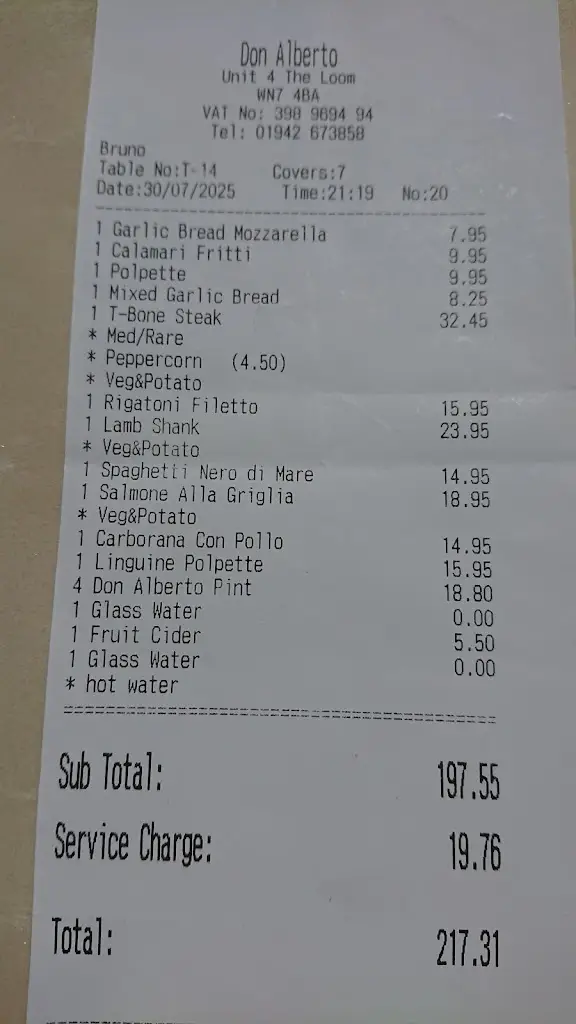 Don Alberto
Unit 4 The Loom
WN7 4BA
VAT No: 398 9694 94
Tel: 01942 673858
Bruno
Table No:T-14 Covers:7
Date:30/07/2025 Time:21:19 No:20
1 Garlic Bread Mozzarella 7.95
1 Calamari Fritti 9.95
1 Polpette 9.95
1 Mixed Garlic Bread 8.25
1 T-Bone Steak 32.45
* Med/Rare
* Peppercorn (4.50)
* Veg&Potato
1 Rigatoni Filetto 15.95
1 Lamb Shank 23.95
* Veg&Potato
1 Spaghetti Nero di Mare 14.95
1 Salmone Alla Griglia 18.95
* Veg&Potato
1 Carborana Con Pollo 14.95
1 Linguine Polpette 15.95
4 Don Alberto Pint 18.80
1 Glass Water 0.00
1 Fruit Cider 5.50
1 Glass Water 0.00
* hot water
Sub Total: 197.55
Service Charge: 19.76
Total: 217.31